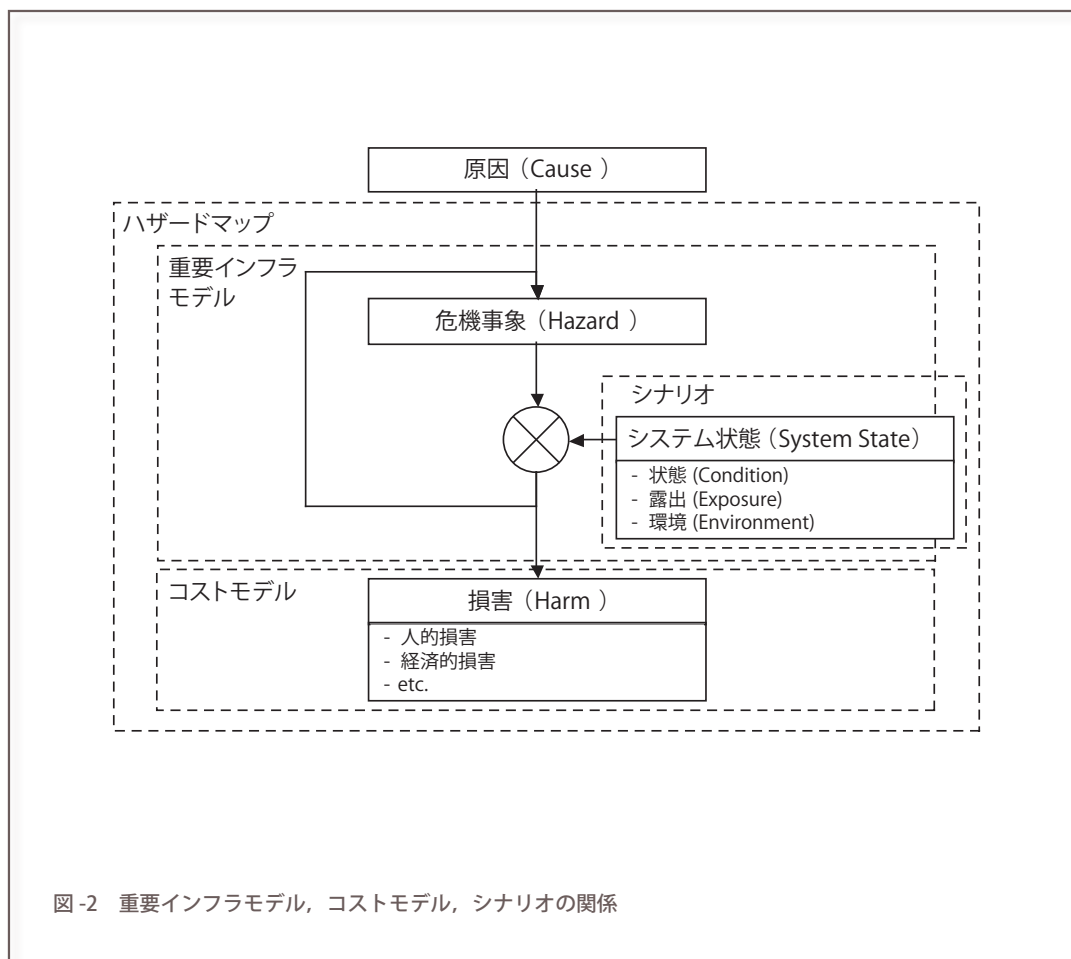 原因（Cause ）
ハザードマップ
重要インフラ
モデル
危機事象（Hazard ）
シナリオ
システム状態（System State）
- 状態 (Condition)
- 露出 (Exposure)
- 環境 (Environment)
コストモデル
損害（Harm ）
- 人的損害
- 経済的損害
- etc.
図 -2　重要インフラモデル，コストモデル，シナリオの関係